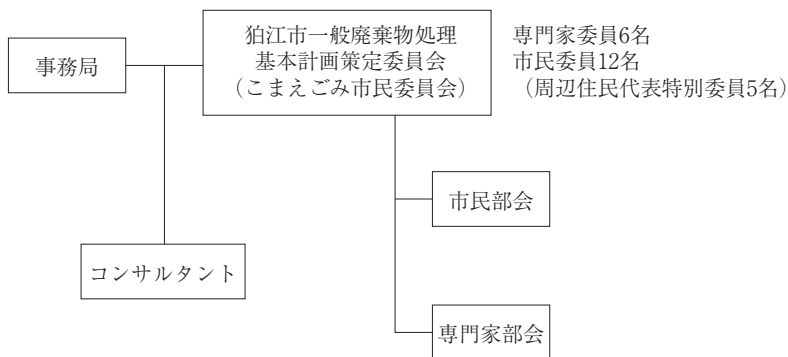 事務局
狛江市一般廃棄物処理
基本計画策定委員会
（こまえごみ市民委員会）
専門家委員6名
市民委員12名
（周辺住民代表特別委員5名）
市民部会
コンサルタント
専門家部会